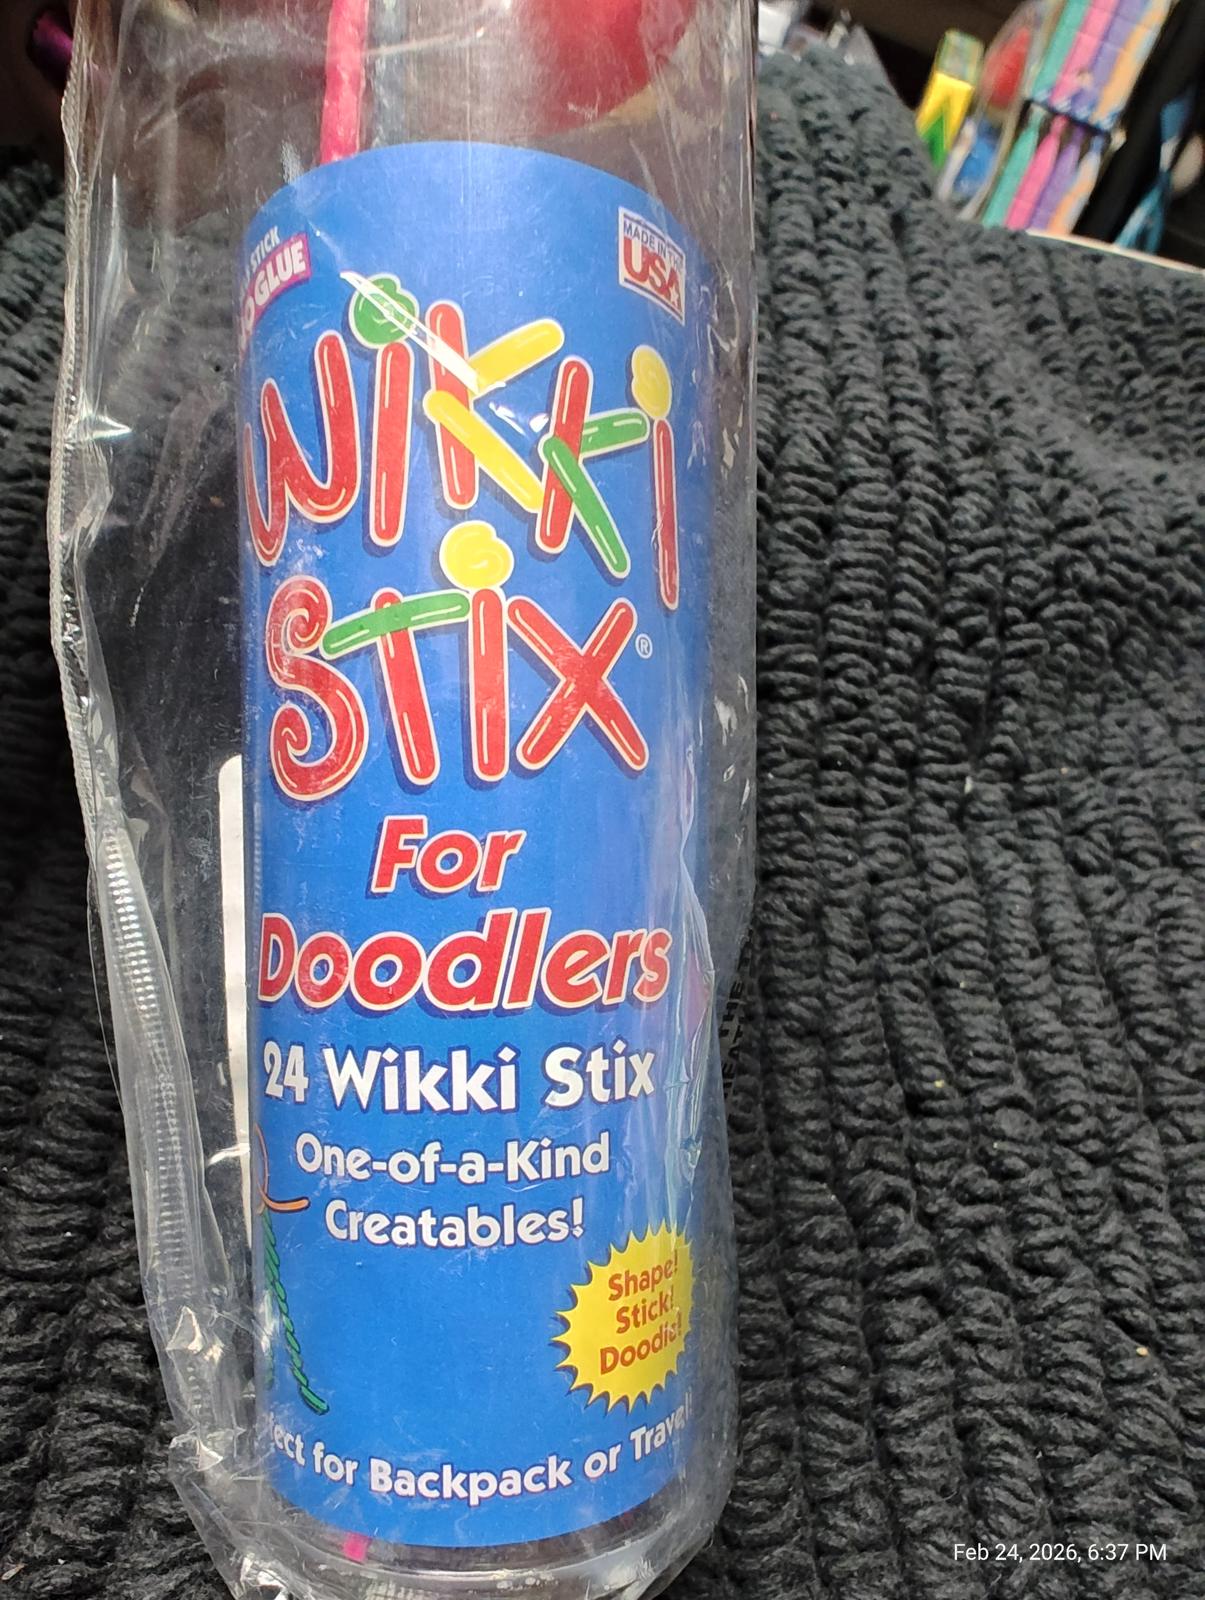 STICK
GLUE
MADE IN
USA
Wikki
Stix®
For
Doodlers
24 Wikki Stix
One-of-a-Kind
Creatables!
Shape!
Stick!
Doodle!
for Backpack or Travel
Feb 24, 2026, 6:37 PM